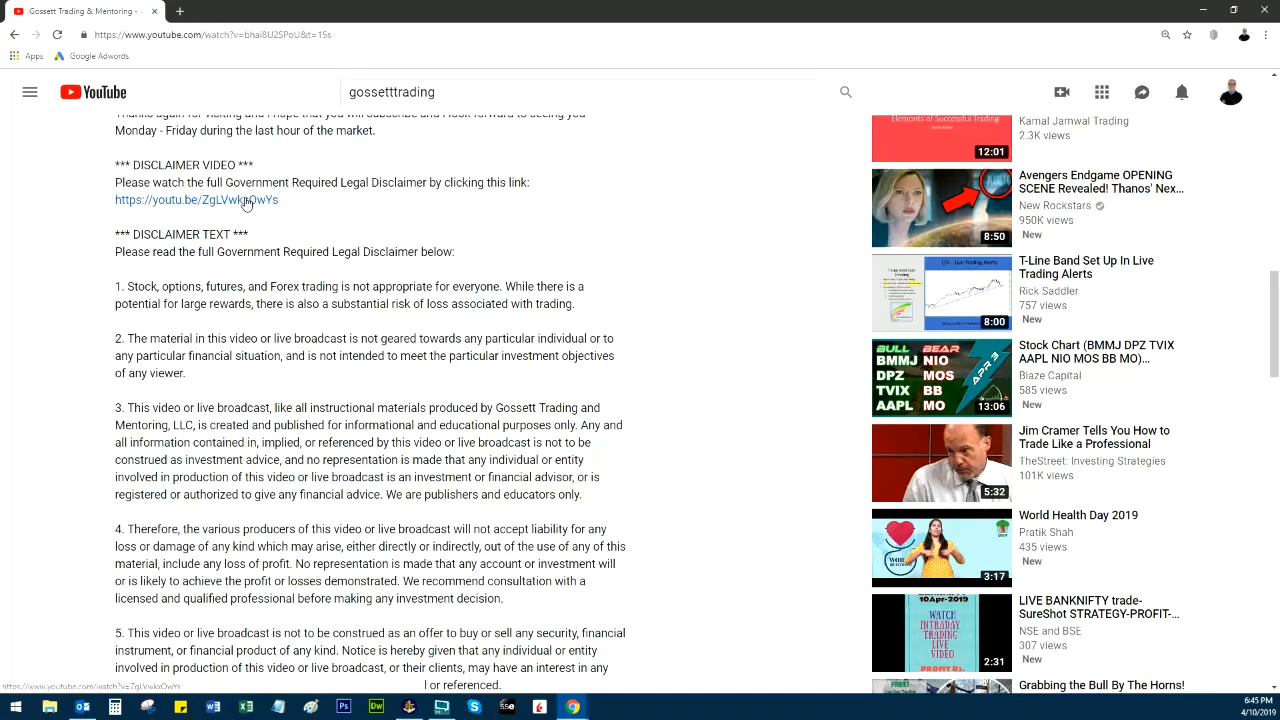 Gossett Trading & Mentoring -
https://www.youtube.com/watch?v=bhai8U2SPoU&t=15s
Apps
Google Adwords
YouTube
gossetttrading
Monday - Friday during the last hour of the market.
*** DISCLAIMER VIDEO ***
Please watch the full Government Required Legal Disclaimer by clicking this link:
*** DISCLAIMER TEXT ***
Please read the full Government Required Legal Disclaimer below:
1. Stock, options, futures, and Forex trading is not appropriate for everyone. While there is a
potential for high rewards, there is also a substantial risk of loss associated with trading.
2. The material in this video or live broadcast is not geared towards any particular individual or to
any particular individual situation, and is not intended to meet the particular investment objectives
of any viewer.
3. This video or live broadcast, like all instructional materials produced by Gossett Trading and
Mentoring, LLC, is created and published for informational and educational purposes only. Any and
all information contained in, implied, or referenced by this video or live broadcast is not to be
construed as investment advice, and no representation is made that any individual or entity
involved in production of this video or live broadcast is an investment or financial advisor, or is
registered or authorized to give any financial advice. We are publishers and educators only.
4. Therefore, the various producers of this video or live broadcast will not accept liability for any
loss or damage of any kind which may arise, either directly or indirectly, out of the use of any of this
material, include any loss of profit. No representation is made that any account or investment will
or is likely to achieve the profit or losses demonstrated. We recommend consultation with a
licensed and qualified professional before making any investment decision.
5. This video or live broadcast is not to be construed as an offer to buy or sell any security, financial
instrument, or financial product of any kind. Notice is hereby given that any individual or entity
involved in production of this video or live broadcast, or their clients, may have an interest in any
or referenced.
Elements of Successful Trading
12:01
Kamal Jamwal Trading
2.3K views
8:50
Avengers Endgame OPENING
SCENE Revealed! Thanos' Nex...
New Rockstars
950K views
New
8:00
T-Line Band Set Up In Live
Trading Alerts
Rick Saddler
757 views
New
BULL BEAR
BMMJ NIO
DPZ MOS
TVIX BB
AAPL MO
APR 3
13:06
Stock Chart (BMMJ DPZ TVIX
AAPL NIO MOS BB MO)...
Blaze Capital
585 views
New
5:32
Jim Cramer Tells You How to
Trade Like a Professional
TheStreet: Investing Strategies
101K views
3:17
World Health Day 2019
Pratik Shah
435 views
New
10Apr-2019
WATCH
INTRADAY
TRADING
LIVE
VIDEO
PROFIT Rs.
2:31
LIVE BANKNIFTY trade-
SureShot STRATEGY-PROFIT-...
NSE and BSE
307 views
New
FREE!
Grabbing the Bull By The Horns!
6:45 PM
4/10/2019